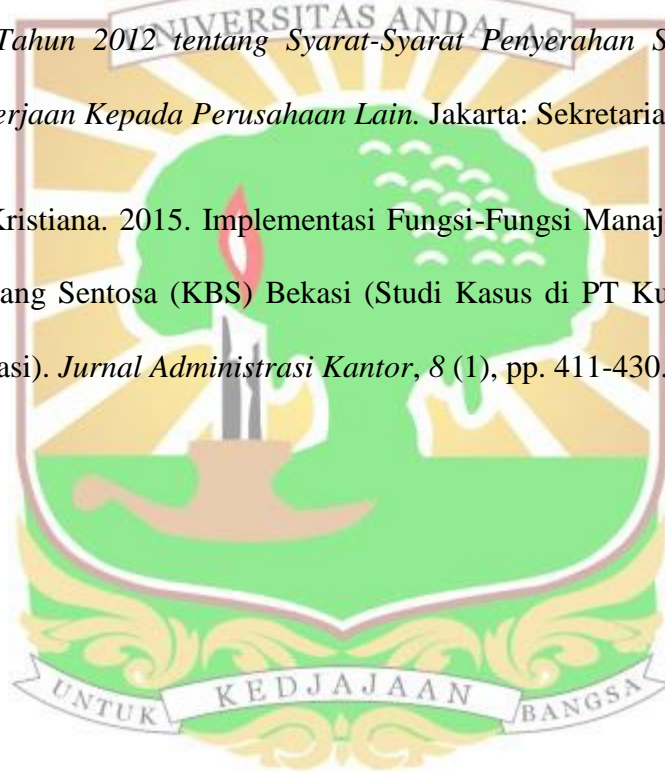 UNIVERSITAS ANDALAS
Tahun 2012 tentang Syarat-Syarat Penyerahan S
erjaan Kepada Perusahaan Lain. Jakarta: Sekretaria
Kristiana. 2015. Implementasi Fungsi-Fungsi Manaj
ang Sentosa (KBS) Bekasi (Studi Kasus di PT Ku
asi). Jurnal Administrasi Kantor, 8 (1), pp. 411-430.
UNTUK KEDJAJAAN BANGSA